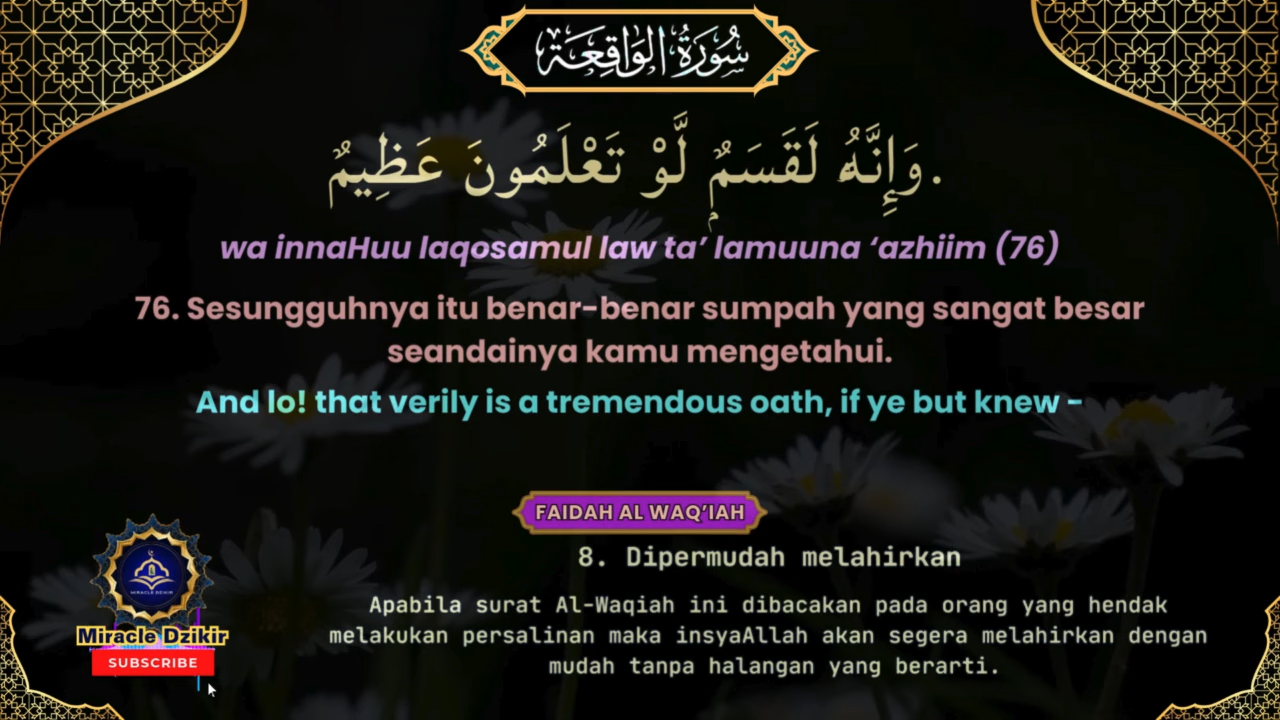 سُورَةُ الوَاقِعَة
وَإِنَّهُ لَقَسَمٌ لَّوْ تَعْلَمُونَ عَظِيمٌ.
wa innaHuu laqosamul law ta’ lamuuna ‘azhiim (76)
76. Sesungguhnya itu benar-benar sumpah yang sangat besar
seandainya kamu mengetahui.
And lo! that verily is a tremendous oath, if ye but knew -
FAIDAH AL WAQ’IAH
8. Dipermudah melahirkan
Apabila surat Al-Waqiah ini dibacakan pada orang yang hendak
melakukan persalinan maka insyaAllah akan segera melahirkan dengan
mudah tanpa halangan yang berarti.
MIRACLE DZIKIR
Miracle Dzikir
SUBSCRIBE